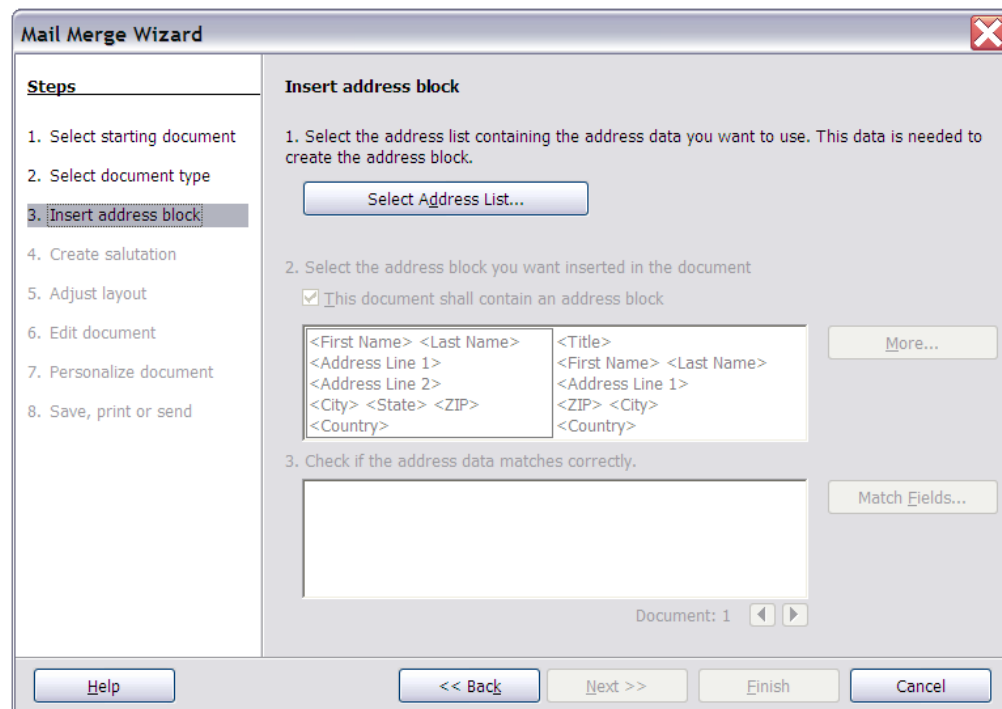 Mail Merge Wizard
Steps
1. Select starting document
2. Select document type
3. Insert address block
4. Create salutation
5. Adjust layout
6. Edit document
7. Personalize document
8. Save, print or send
Insert address block
1. Select the address list containing the address data you want to use. This data is needed to
create the address block.
Select Address List...
2. Select the address block you want inserted in the document
This document shall contain an address block
<First Name> <Last Name>
<Address Line 1>
<Address Line 2>
<City> <State> <ZIP>
<Country>
<Title>
<First Name> <Last Name>
<Address Line 1>
<ZIP> <City>
<Country>
More...
3. Check if the address data matches correctly.
Match Fields...
Document: 1
Help
<< Back
Next >>
Finish
Cancel